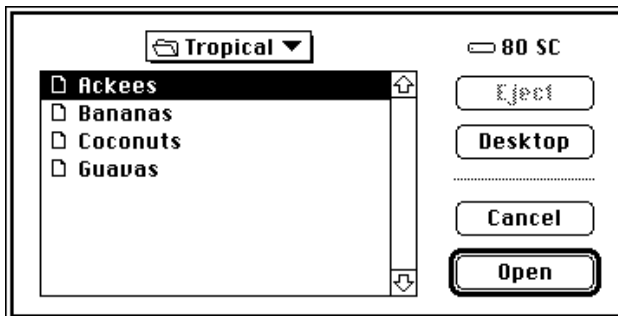 Tropical
80 SC
Ackees
Bananas
Coconuts
Guavas
Eject
Desktop
Cancel
Open